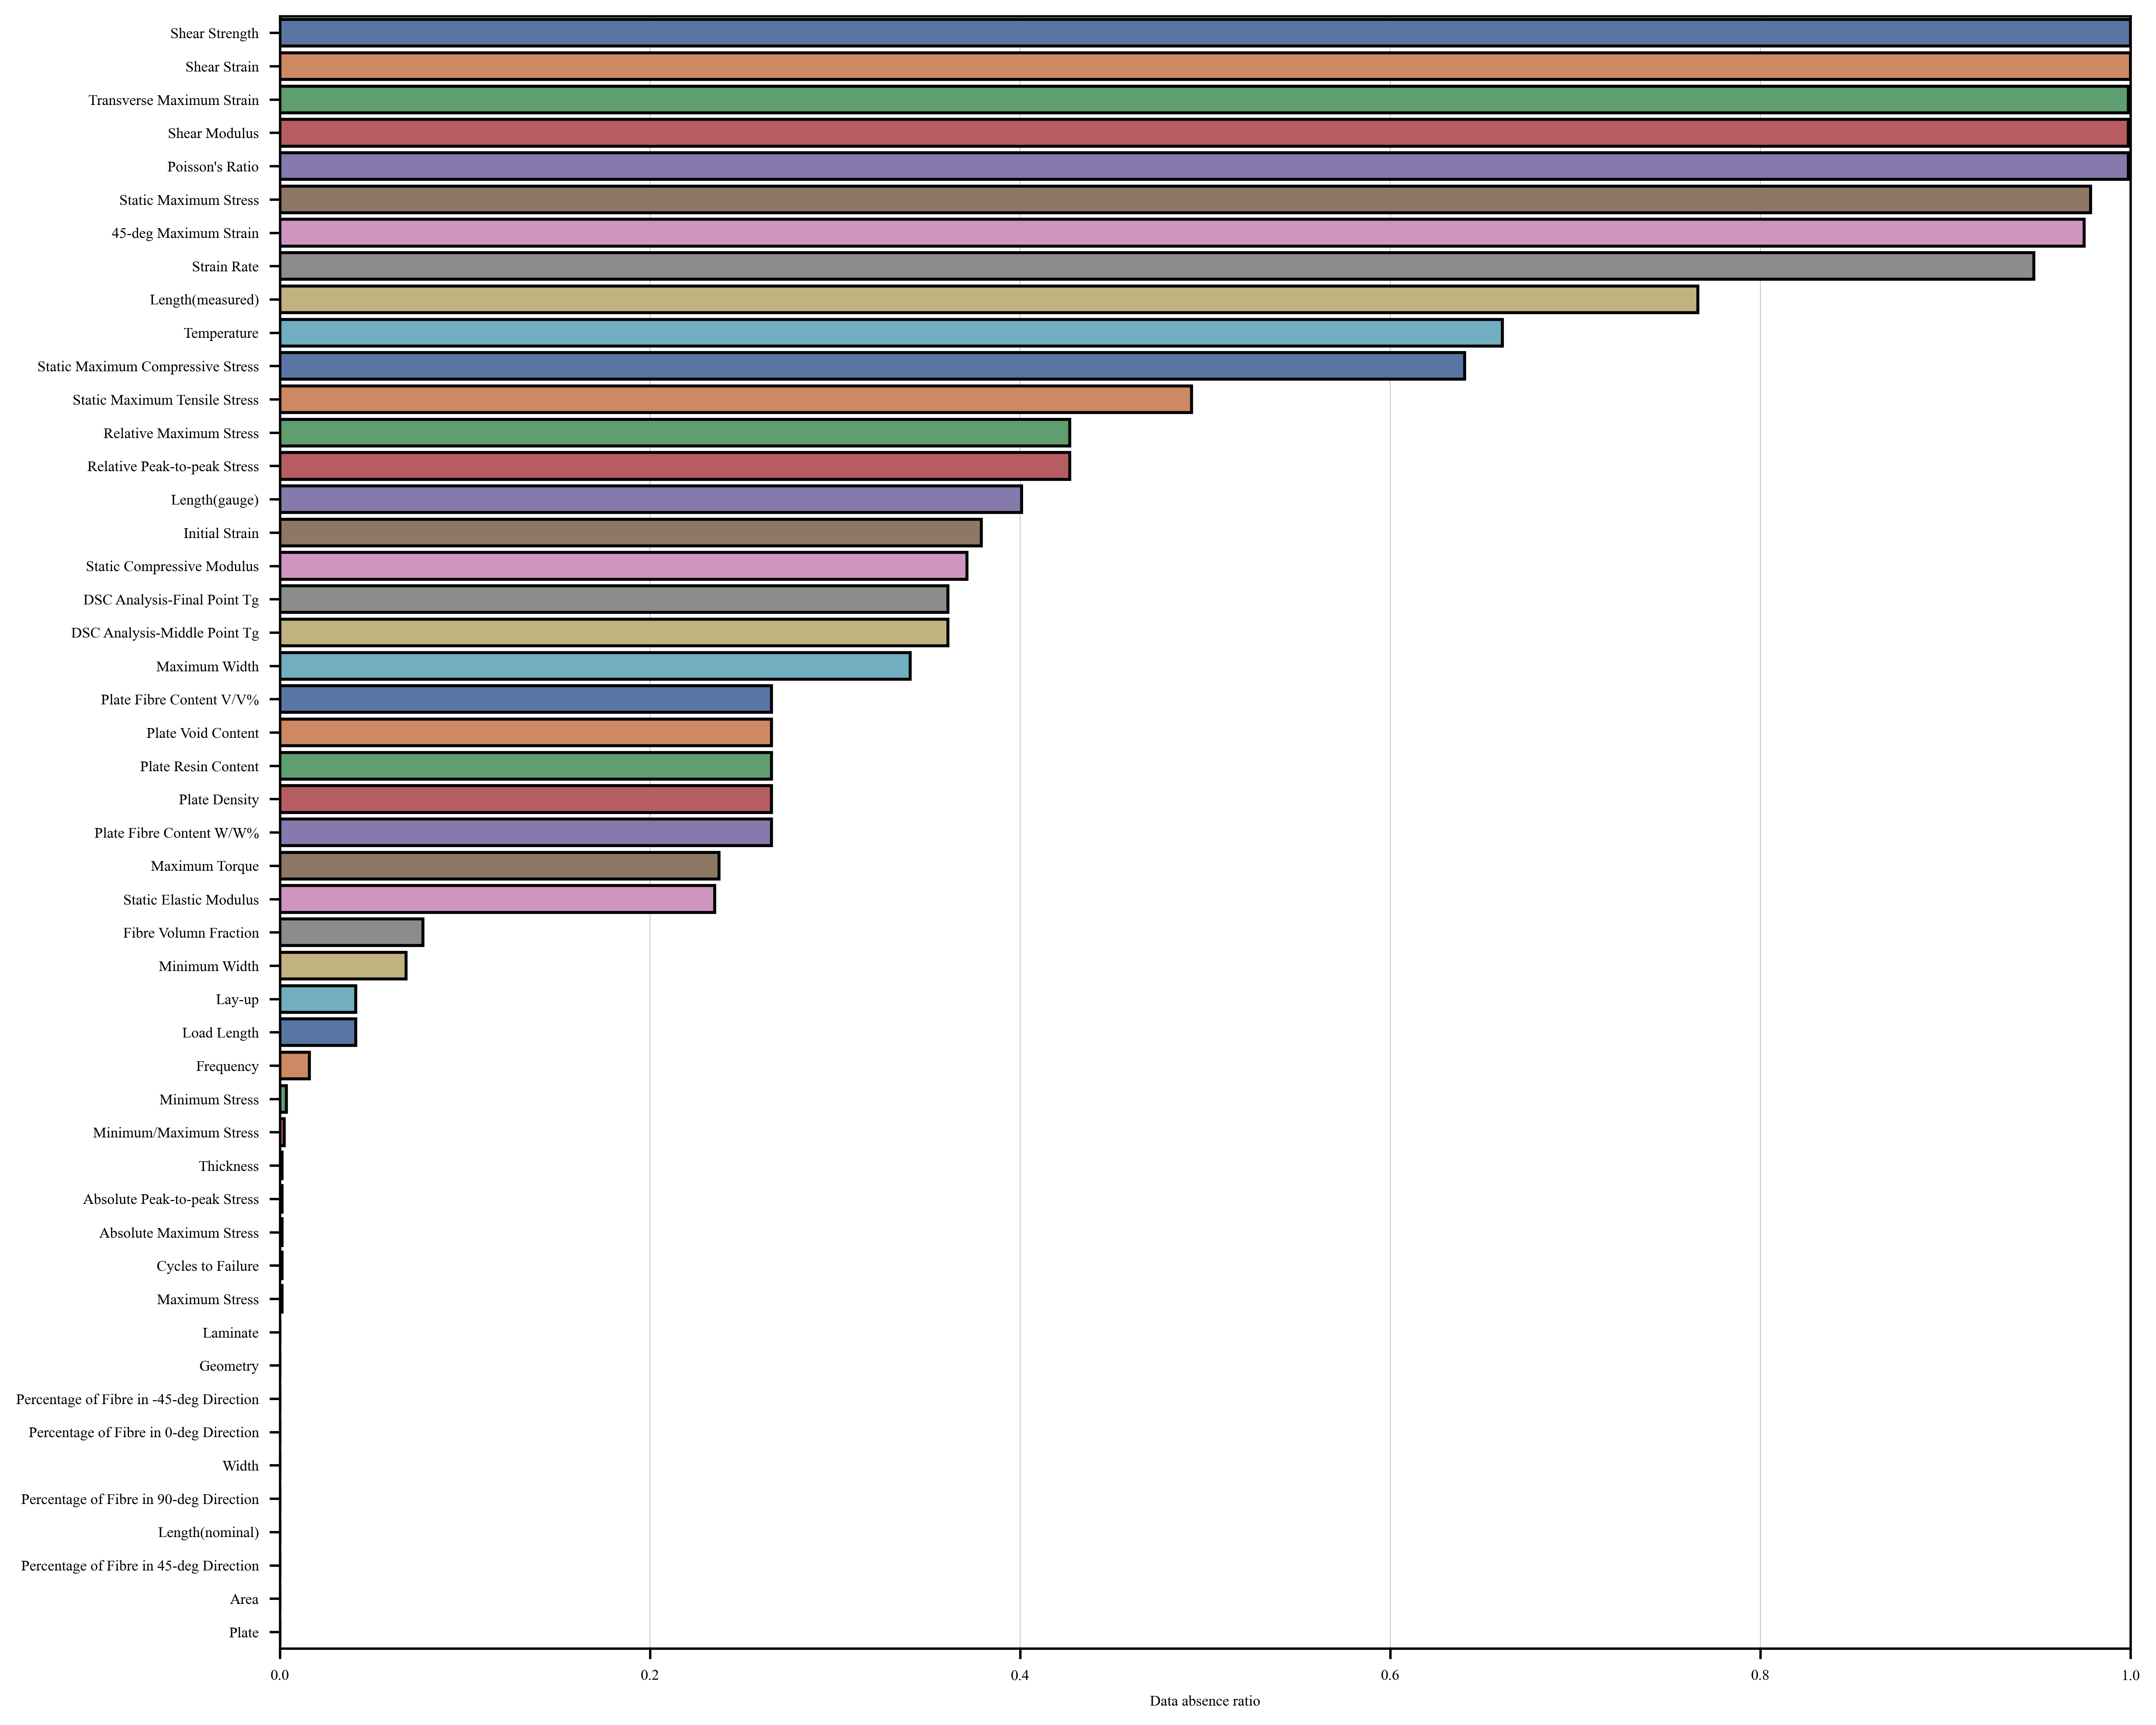 Shear Strength
Shear Strain
Transverse Maximum Strain
Shear Modulus
Poisson's Ratio
Static Maximum Stress
45-deg Maximum Strain
Strain Rate
Length(measured)
Temperature
Static Maximum Compressive Stress
Static Maximum Tensile Stress
Relative Maximum Stress
Relative Peak-to-peak Stress
Length(gauge)
Initial Strain
Static Compressive Modulus
DSC Analysis-Final Point Tg
DSC Analysis-Middle Point Tg
Maximum Width
Plate Fibre Content V/V%
Plate Void Content
Plate Resin Content
Plate Density
Plate Fibre Content W/W%
Maximum Torque
Static Elastic Modulus
Fibre Volumn Fraction
Minimum Width
Lay-up
Load Length
Frequency
Minimum Stress
Minimum/Maximum Stress
Thickness
Absolute Peak-to-peak Stress
Absolute Maximum Stress
Cycles to Failure
Maximum Stress
Laminate
Geometry
Percentage of Fibre in -45-deg Direction
Percentage of Fibre in 0-deg Direction
Width
Percentage of Fibre in 90-deg Direction
Length(nominal)
Percentage of Fibre in 45-deg Direction
Area
Plate
0.0 0.2 0.4 0.6 0.8 1.0
Data absence ratio